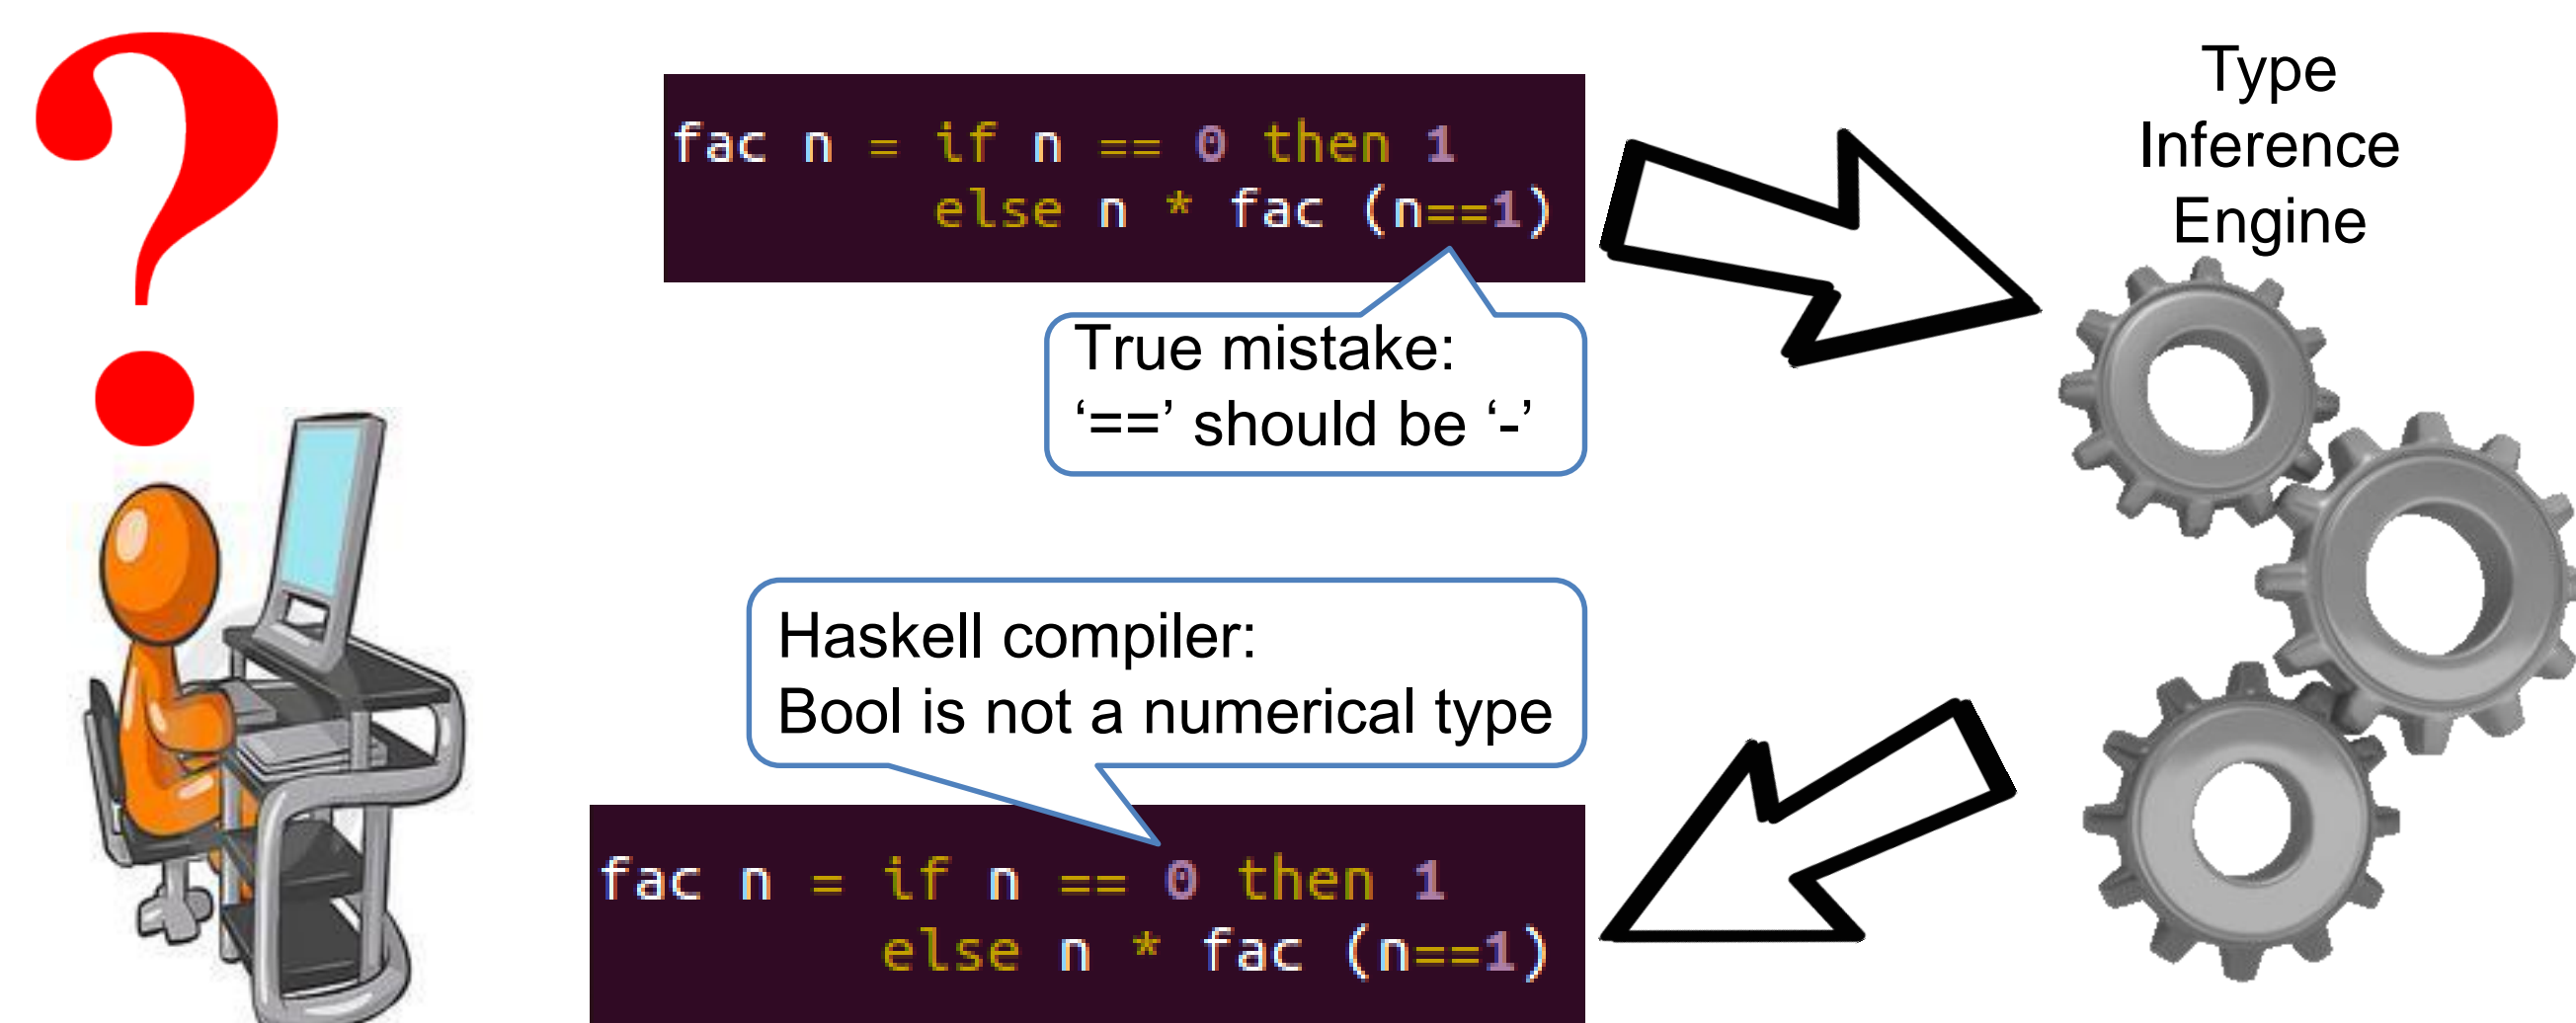 ?
fac n = if n == 0 then 1
else n * fac (n==1)
True mistake:
‘==’ should be ‘-’
Type
Inference
Engine
Haskell compiler:
Bool is not a numerical type
fac n = if n == 0 then 1
else n * fac (n==1)